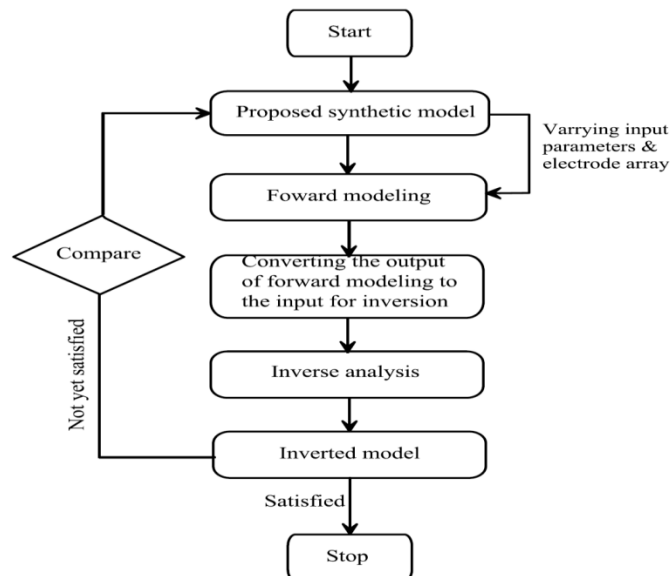 Start
Proposed synthetic model
Varrying input
parameters &
electrode array
Foward modeling
Compare
Converting the output
of forward modeling to
the input for inversion
Inverse analysis
Not yet satisfied
Inverted model
Satisfied
Stop